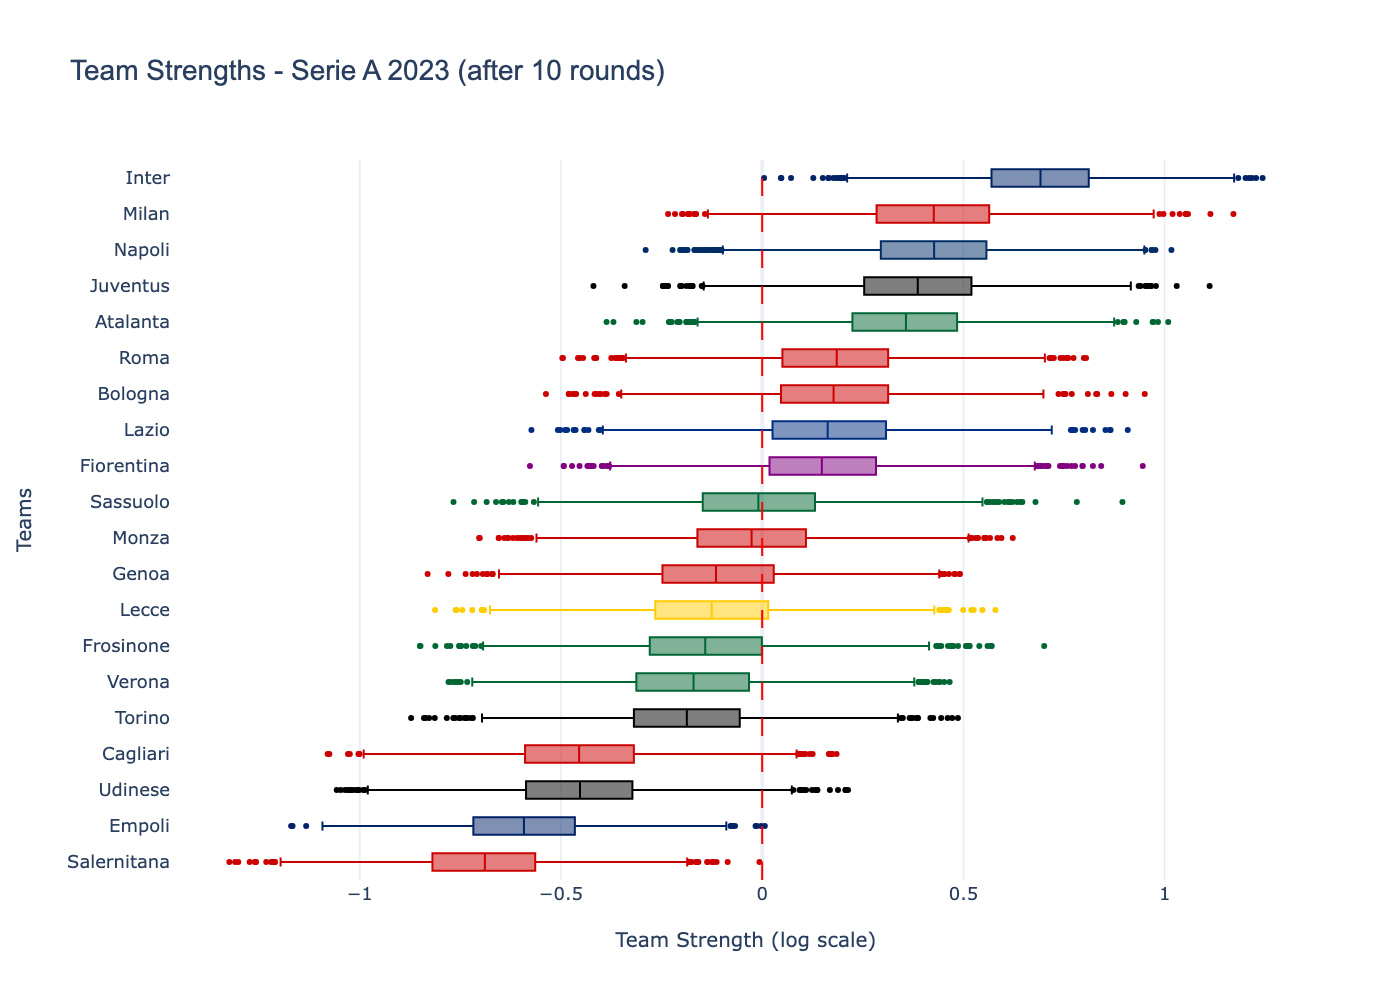 Team Strengths - Serie A 2023 (after 10 rounds)
Teams
Inter
Milan
Napoli
Juventus
Atalanta
Roma
Bologna
Lazio
Fiorentina
Sassuolo
Monza
Genoa
Lecce
Frosinone
Verona
Torino
Cagliari
Udinese
Empoli
Salernitana
−1 −0.5 0 0.5 1
Team Strength (log scale)